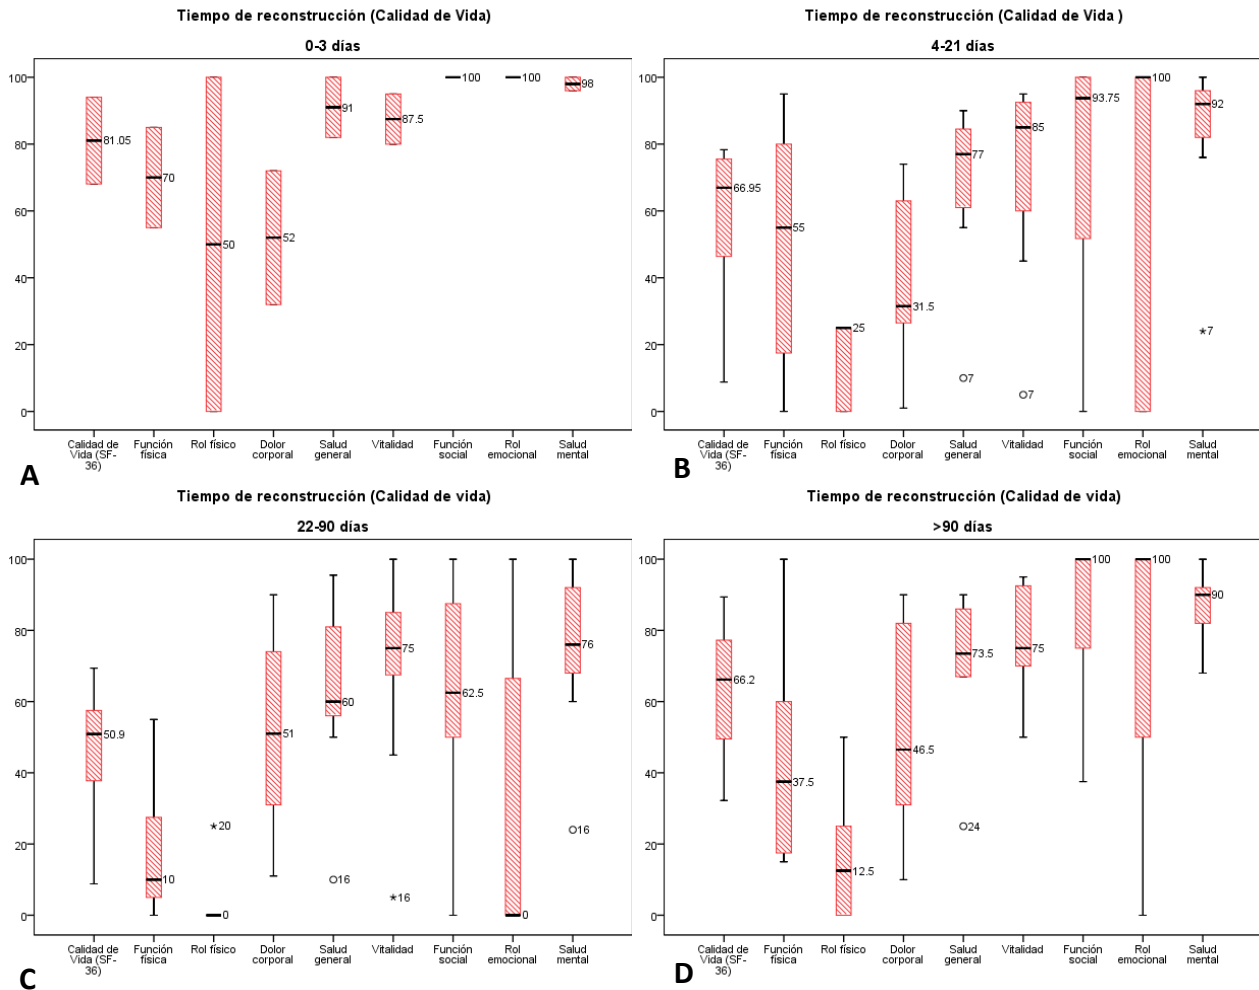 Tiempo de reconstrucción (Calidad de Vida)
0-3 días
100
80
60
40
20
0
81.05
70
50
52
91
87.5
100
100
98
Calidad de Vida (SF-36)
Función física
Rol físico
Dolor corporal
Salud general
Vitalidad
Función social
Rol emocional
Salud mental
A
Tiempo de reconstrucción (Calidad de Vida )
4-21 días
100
80
60
40
20
0
66.95
55
25
31.5
77
7
85
7
93.75
100
92
7
Calidad de Vida (SF-36)
Función física
Rol físico
Dolor corporal
Salud general
Vitalidad
Función social
Rol emocional
Salud mental
B
Tiempo de reconstrucción (Calidad de vida)
22-90 días
100
80
60
40
20
0
50.9
10
20
0
51
60
16
75
16
62.5
0
76
16
Calidad de Vida (SF-36)
Función física
Rol físico
Dolor corporal
Salud general
Vitalidad
Función social
Rol emocional
Salud mental
C
Tiempo de reconstrucción (Calidad de vida)
>90 días
100
80
60
40
20
0
66.2
37.5
12.5
46.5
73.5
24
75
100
100
90
Calidad de Vida (SF-36)
Función física
Rol físico
Dolor corporal
Salud general
Vitalidad
Función social
Rol emocional
Salud mental
D